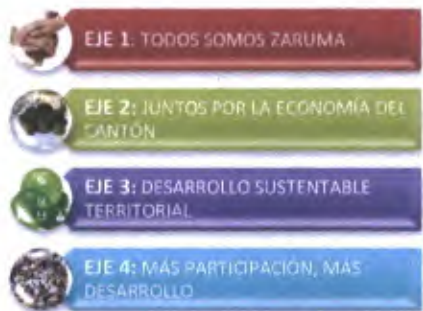 EJE 1: TODOS SOMOS ZARUMA
EJE 2: JUNTOS POR LA ECONOMÍA DEL
CANTÓN
EJE 3: DESARROLLO SUSTENTABLE
TERRITORIAL
EJE 4: MÁS PARTICIPACIÓN, MÁS
DESARROLLO